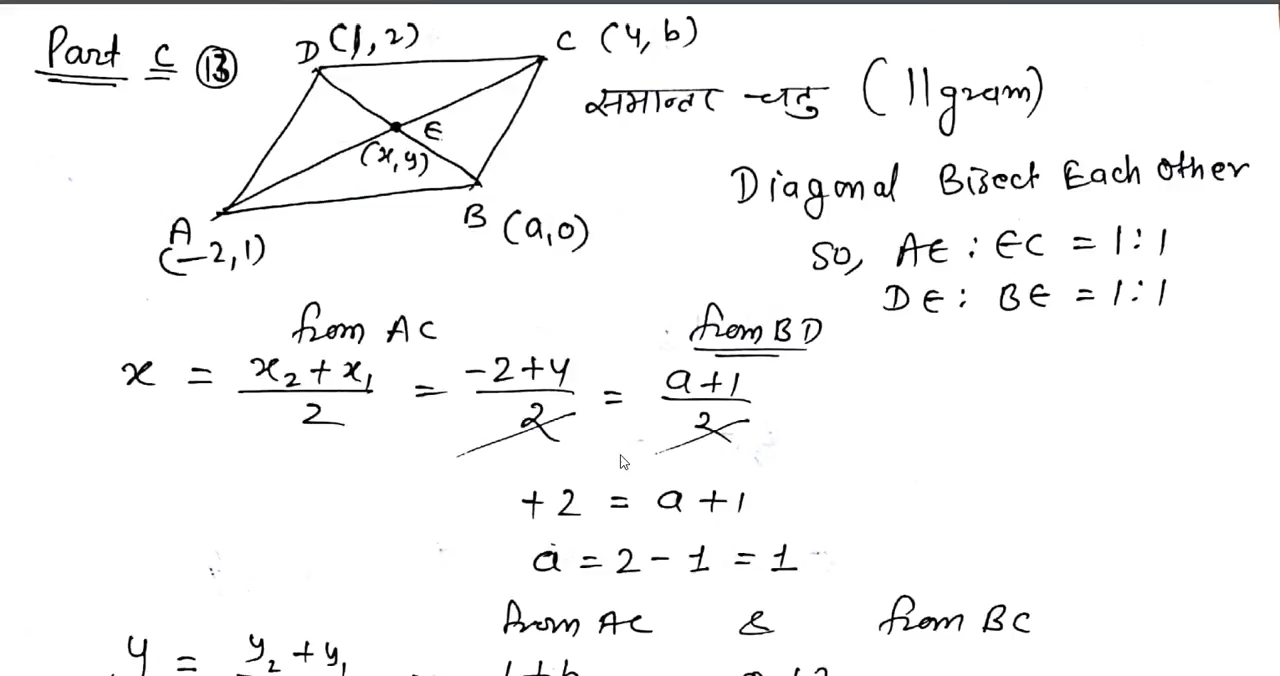 Part C ⑬
D (1, 2)
C (4, b)
समान्तर चतु (||gram)
E
(x, y)
A
(-2, 1)
B (a, 0)
Diagonal Bisect Each other
So, AE : EC = 1 : 1
DE : BE = 1 : 1
from AC from BD
x = (x₂ + x₁)/2 = (-2+4)/2 = (a+1)/2
+2 = a + 1
a = 2 - 1 = 1
from AC & from BC
y = y₂ + y₁ 1 + b